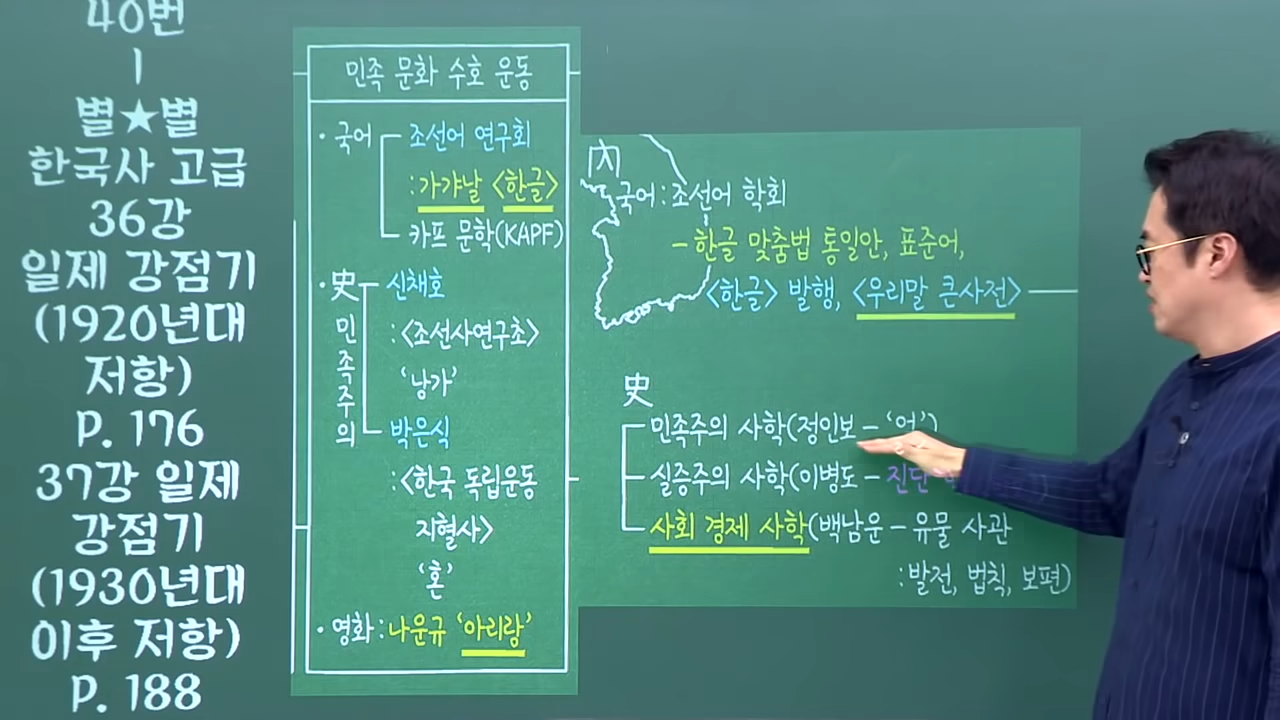 40번
|
별★별
한국사 고급
36강
일제 강점기
(1920년대
저항)
P. 176
37강 일제
강점기
(1930년대
이후 저항)
P. 188
민족 문화 수호 운동
· 국어
조선어 연구회
: 가갸날 <한글>
카프 문학(KAPF)
史
민족주의
신채호
: <조선사연구초>
'낭가'
박은식
: <한국 독립운동
지혈사>
'혼'
· 영화 : 나운규 '아리랑'
内
국어 : 조선어 학회
- 한글 맞춤법 통일안, 표준어,
<한글> 발행, <우리말 큰사전>
史
민족주의 사학(정인보 -
실증주의 사학(이병도 - 진단
사회 경제 사학(백남운 - 유물 사관
: 발전, 법칙, 보편)